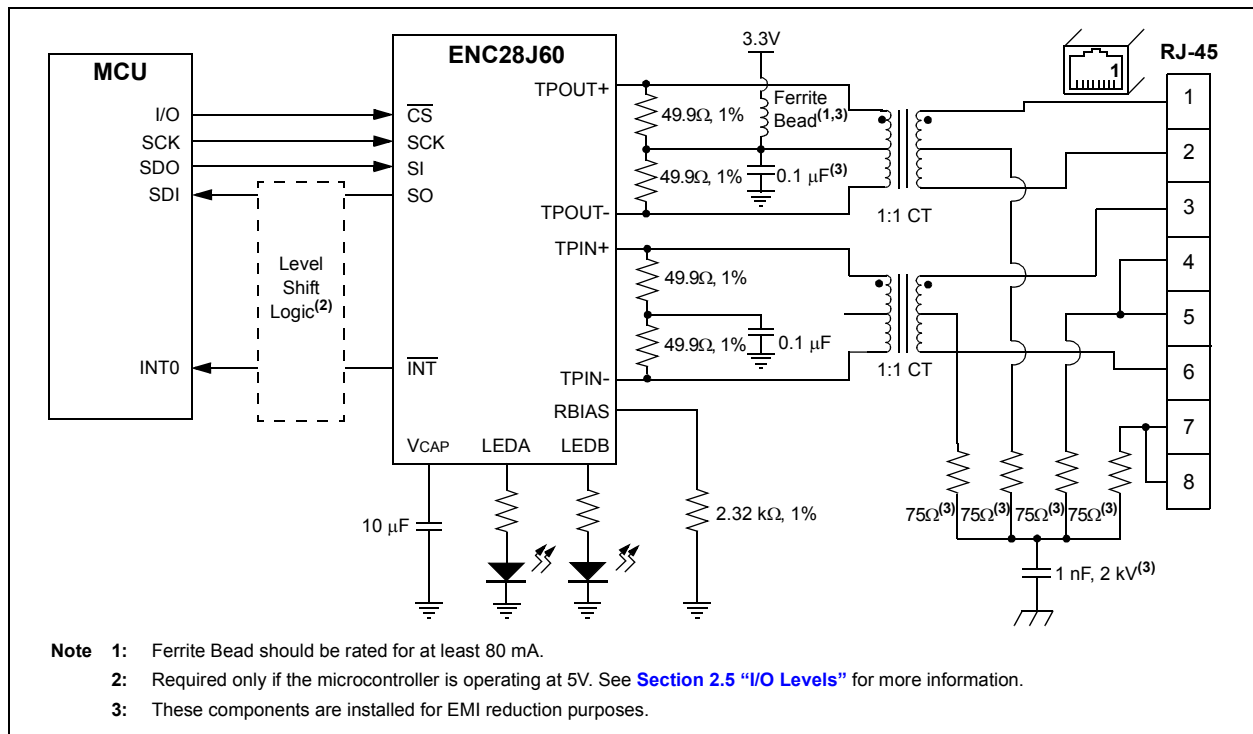 MCU
I/O
SCK
SDO
SDI
INT0
Level
Shift
Logic(2)
ENC28J60
CS
SCK
SI
SO
INT
TPOUT+
TPOUT-
TPIN+
TPIN-
RBIAS
VCAP
LEDA
LEDB
3.3V
Ferrite
Bead(1,3)
49.9Ω, 1%
49.9Ω, 1%
0.1 μF(3)
1:1 CT
49.9Ω, 1%
49.9Ω, 1%
0.1 μF
1:1 CT
1
RJ-45
1
2
3
4
5
6
7
8
10 μF
2.32 kΩ, 1%
75Ω(3) 75Ω(3) 75Ω(3) 75Ω(3)
1 nF, 2 kV(3)
Note 1: Ferrite Bead should be rated for at least 80 mA.
2: Required only if the microcontroller is operating at 5V. See Section 2.5 “I/O Levels” for more information.
3: These components are installed for EMI reduction purposes.